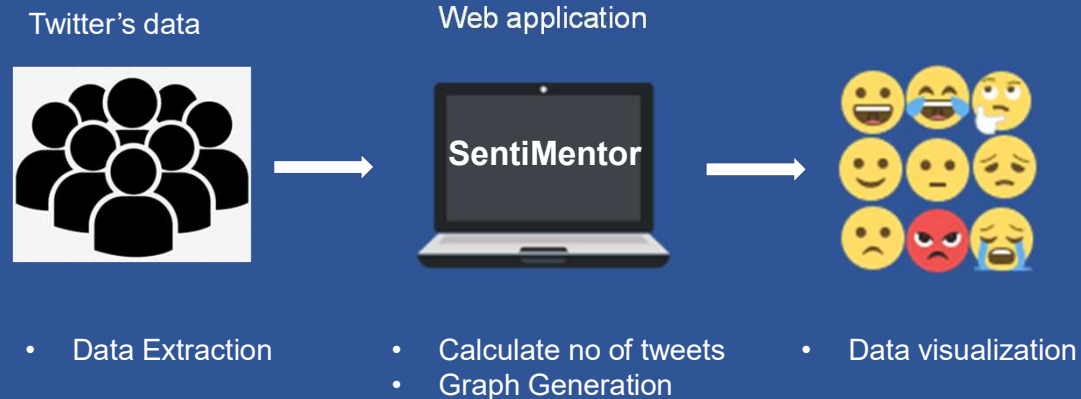 Twitter's data
Web application
SentiMentor
• Data Extraction
• Calculate no of tweets
• Graph Generation
• Data visualization